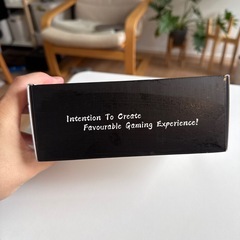 Intention To Create
Favourable Gaming Experience!